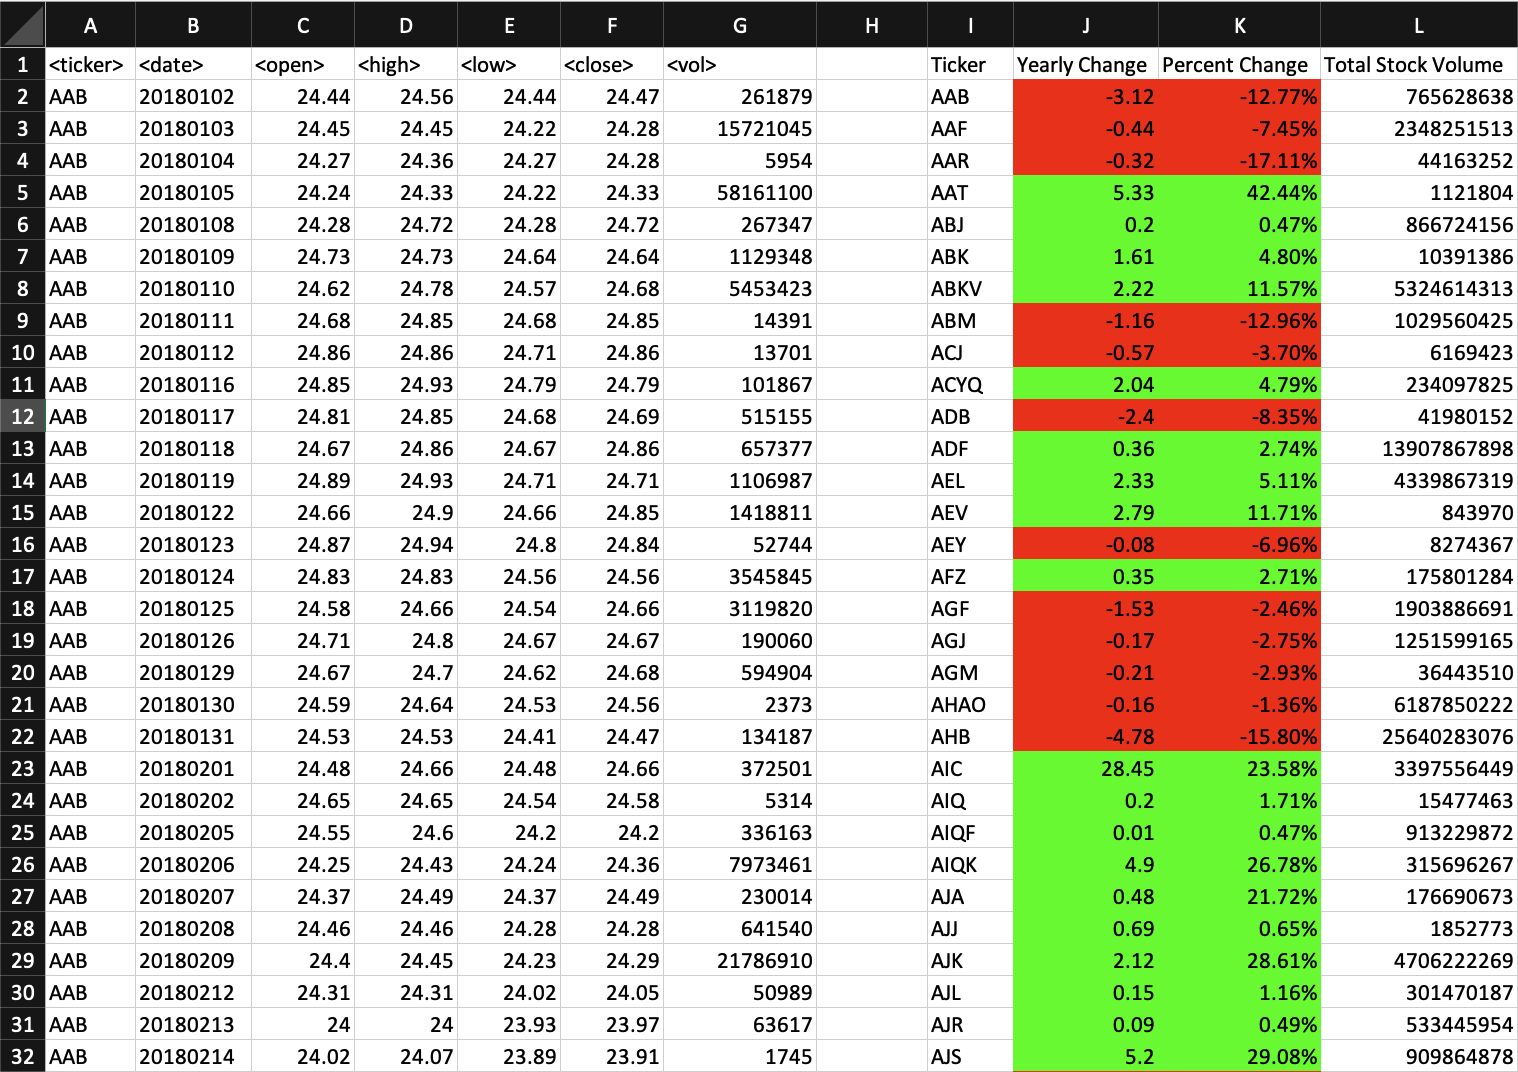 A B C D E F G H I J K L
1 <ticker> <date> <open> <high> <low> <close> <vol> Ticker Yearly Change Percent Change Total Stock Volume
2 AAB 20180102 24.44 24.56 24.44 24.47 261879 AAB -3.12 -12.77% 765628638
3 AAB 20180103 24.45 24.45 24.22 24.28 15721045 AAF -0.44 -7.45% 2348251513
4 AAB 20180104 24.27 24.36 24.27 24.28 5954 AAR -0.32 -17.11% 44163252
5 AAB 20180105 24.24 24.33 24.22 24.33 58161100 AAT 5.33 42.44% 1121804
6 AAB 20180108 24.28 24.72 24.28 24.72 267347 ABJ 0.2 0.47% 866724156
7 AAB 20180109 24.73 24.73 24.64 24.64 1129348 ABK 1.61 4.80% 10391386
8 AAB 20180110 24.62 24.78 24.57 24.68 5453423 ABKV 2.22 11.57% 5324614313
9 AAB 20180111 24.68 24.85 24.68 24.85 14391 ABM -1.16 -12.96% 1029560425
10 AAB 20180112 24.86 24.86 24.71 24.86 13701 ACJ -0.57 -3.70% 6169423
11 AAB 20180116 24.85 24.93 24.79 24.79 101867 ACYQ 2.04 4.79% 234097825
12 AAB 20180117 24.81 24.85 24.68 24.69 515155 ADB -2.4 -8.35% 41980152
13 AAB 20180118 24.67 24.86 24.67 24.86 657377 ADF 0.36 2.74% 13907867898
14 AAB 20180119 24.89 24.93 24.71 24.71 1106987 AEL 2.33 5.11% 4339867319
15 AAB 20180122 24.66 24.9 24.66 24.85 1418811 AEV 2.79 11.71% 843970
16 AAB 20180123 24.87 24.94 24.8 24.84 52744 AEY -0.08 -6.96% 8274367
17 AAB 20180124 24.83 24.83 24.56 24.56 3545845 AFZ 0.35 2.71% 175801284
18 AAB 20180125 24.58 24.66 24.54 24.66 3119820 AGF -1.53 -2.46% 1903886691
19 AAB 20180126 24.71 24.8 24.67 24.67 190060 AGJ -0.17 -2.75% 1251599165
20 AAB 20180129 24.67 24.7 24.62 24.68 594904 AGM -0.21 -2.93% 36443510
21 AAB 20180130 24.59 24.64 24.53 24.56 2373 AHAO -0.16 -1.36% 6187850222
22 AAB 20180131 24.53 24.53 24.41 24.47 134187 AHB -4.78 -15.80% 25640283076
23 AAB 20180201 24.48 24.66 24.48 24.66 372501 AIC 28.45 23.58% 3397556449
24 AAB 20180202 24.65 24.65 24.54 24.58 5314 AIQ 0.2 1.71% 15477463
25 AAB 20180205 24.55 24.6 24.2 24.2 336163 AIQF 0.01 0.47% 913229872
26 AAB 20180206 24.25 24.43 24.24 24.36 7973461 AIQK 4.9 26.78% 315696267
27 AAB 20180207 24.37 24.49 24.37 24.49 230014 AJA 0.48 21.72% 176690673
28 AAB 20180208 24.46 24.46 24.28 24.28 641540 AJJ 0.69 0.65% 1852773
29 AAB 20180209 24.4 24.45 24.23 24.29 21786910 AJK 2.12 28.61% 4706222269
30 AAB 20180212 24.31 24.31 24.02 24.05 50989 AJL 0.15 1.16% 301470187
31 AAB 20180213 24 24 23.93 23.97 63617 AJR 0.09 0.49% 533445954
32 AAB 20180214 24.02 24.07 23.89 23.91 1745 AJS 5.2 29.08% 909864878